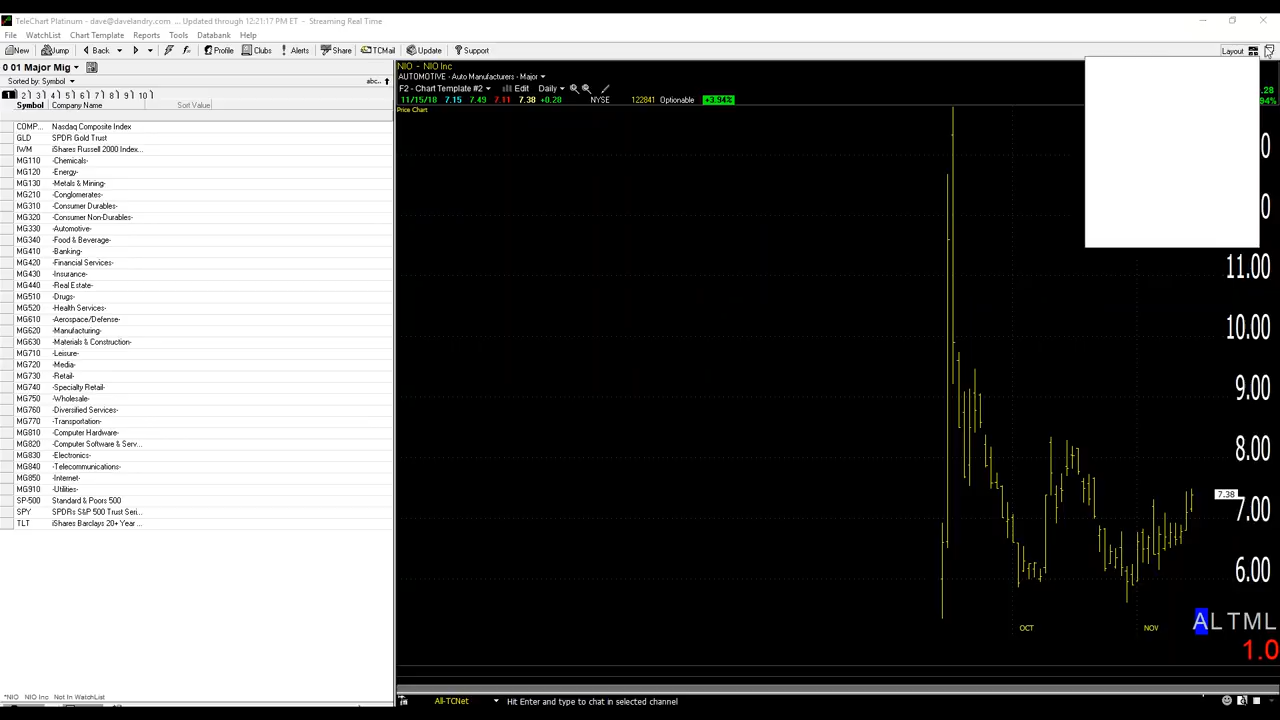 TeleChart Platinum - dave@davelandry.com ... Updated through 12:21:17 PM ET - Streaming Real Time
File WatchList Chart Template Reports Tools Databank Help
New Jump Back Profile Clubs Alerts Share TCMail Update Support Layout
0 01 Major Mig
Sorted by: Symbol abc..
1 2 3 4 5 6 7 8 9 10
Symbol Company Name Sort Value
COMP... Nasdaq Composite Index
GLD SPDR Gold Trust
IWM iShares Russell 2000 Index...
MG110 -Chemicals-
MG120 -Energy-
MG130 -Metals & Mining-
MG210 -Conglomerates-
MG310 -Consumer Durables-
MG320 -Consumer Non-Durables-
MG330 -Automotive-
MG340 -Food & Beverage-
MG410 -Banking-
MG420 -Financial Services-
MG430 -Insurance-
MG440 -Real Estate-
MG510 -Drugs-
MG520 -Health Services-
MG610 -Aerospace/Defense-
MG620 -Manufacturing-
MG630 -Materials & Construction-
MG710 -Leisure-
MG720 -Media-
MG730 -Retail-
MG740 -Specialty Retail-
MG750 -Wholesale-
MG760 -Diversified Services-
MG770 -Transportation-
MG810 -Computer Hardware-
MG820 -Computer Software & Serv...
MG830 -Electronics-
MG840 -Telecommunications-
MG850 -Internet-
MG910 -Utilities-
SP-500 Standard & Poors 500
SPY SPDRs S&P 500 Trust Seri...
TLT iShares Barclays 20+ Year ...
*NIO NIO Inc Not In WatchList
NIO - NIO Inc
AUTOMOTIVE - Auto Manufacturers - Major
F2 - Chart Template #2 Edit Daily
11/15/18 7.15 7.49 7.11 7.38 +0.28 NYSE 122841 Optionable +3.94%
Price Chart
.28
94%
0
0
11.00
10.00
9.00
8.00
7.38
7.00
6.00
ALTML
OCT NOV
1.0
All-TCNet Hit Enter and type to chat in selected channel